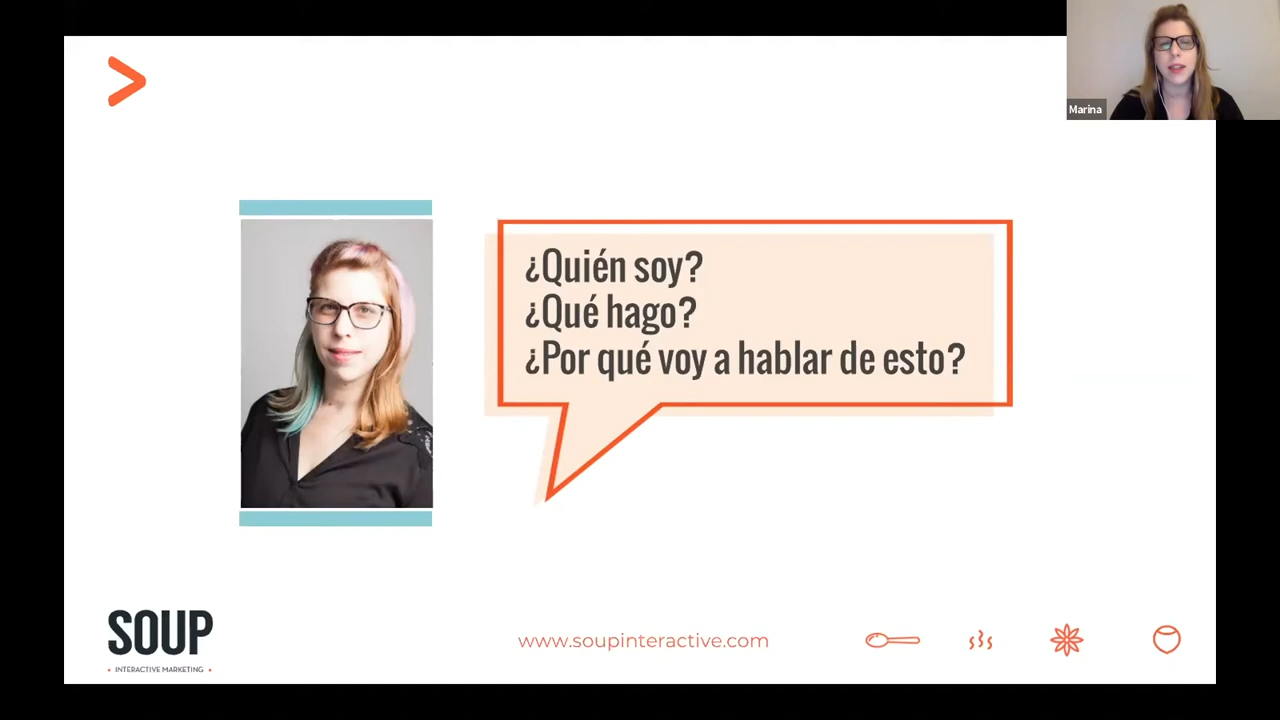 Marina
¿Quién soy?
¿Qué hago?
¿Por qué voy a hablar de esto?
SOUP
• INTERACTIVE MARKETING •
www.soupinteractive.com